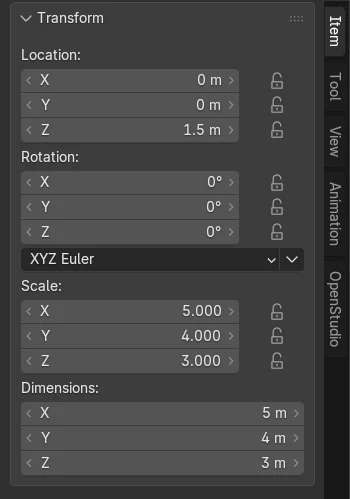 Transform
Location:
X 0 m
Y 0 m
Z 1.5 m
Rotation:
X 0°
Y 0°
Z 0°
XYZ Euler
Scale:
X 5.000
Y 4.000
Z 3.000
Dimensions:
X 5 m
Y 4 m
Z 3 m
Item
Tool
View
Animation
OpenStudio